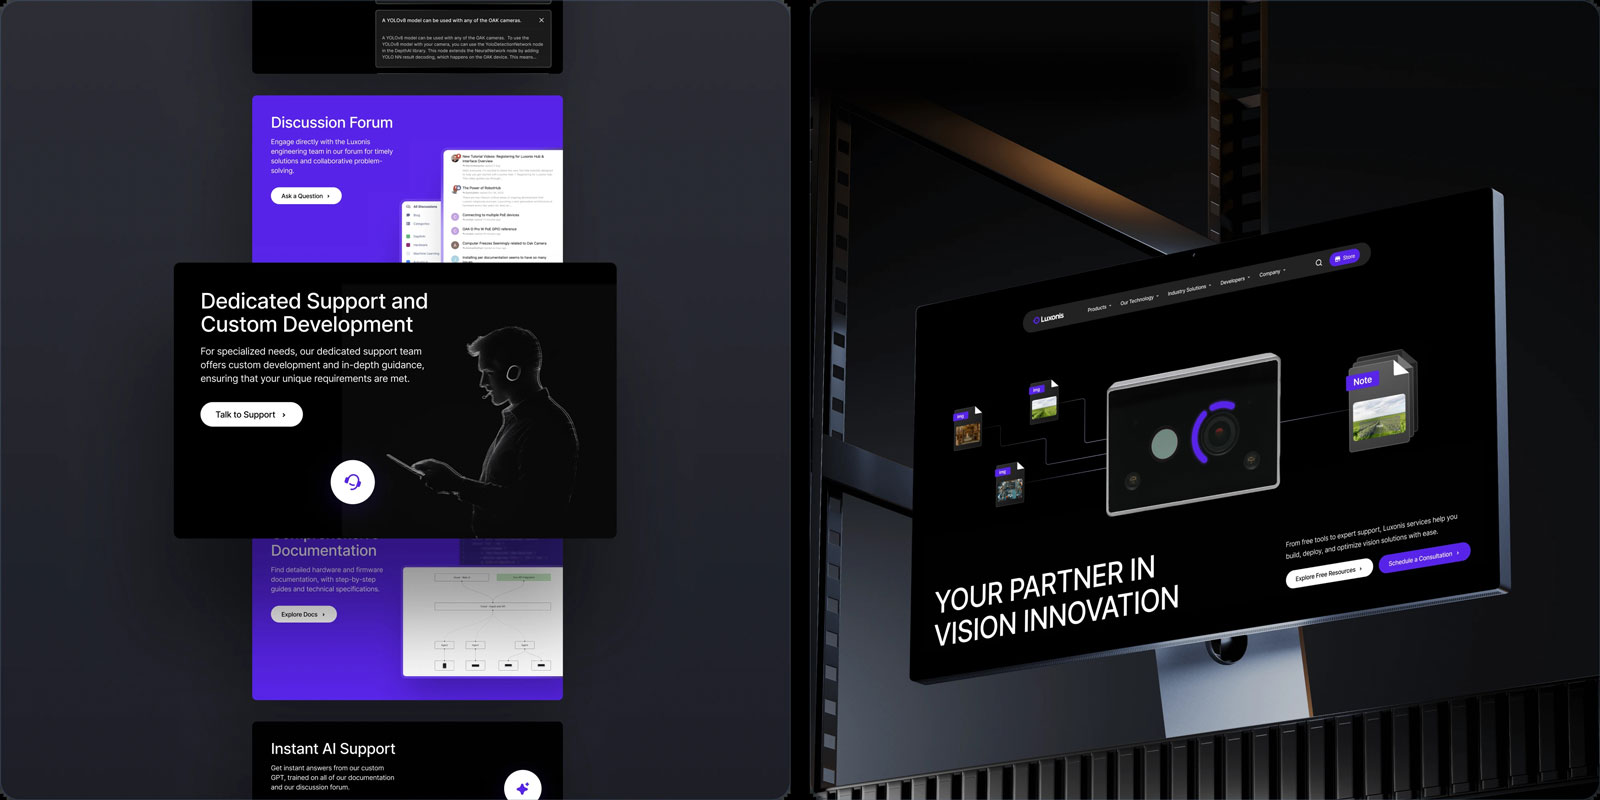 A YOLOv8 model can be used with any of the OAK cameras.
A YOLOv8 model can be used with any of the OAK cameras. To use the
YOLOv8 model with your camera, you can use the YoloDetectionNetwork node
in the DepthAI library. This node extends the NeuralNetwork node by adding
YOLO NN result decoding, which happens on the OAK device. This means...
Discussion Forum
Engage directly with the Luxonis
engineering team in our forum for timely
solutions and collaborative problem-
solving.
Ask a Question
New Tutorial Videos: Registering for Luxonis Hub &
Interface Overview
The Power of RobotHub
Connecting to multiple PoE devices
OAK D Pro W PoE GPIO reference
Computer Freezes Seemingly related to Oak Camera
Installing per documentation seems to have so many
All Discussions
Blog
Categories
Hardware
Machine Learning
Dedicated Support and
Custom Development
For specialized needs, our dedicated support team
offers custom development and in-depth guidance,
ensuring that your unique requirements are met.
Talk to Support
Documentation
Find detailed hardware and firmware
documentation, with step-by-step
guides and technical specifications.
Explore Docs
Instant AI Support
Get instant answers from our custom
GPT, trained on all of our documentation
and our discussion forum.
Luxonis
Products
Our Technology
Industry Solutions
Developers
Company
Store
img
img
img
Note
YOUR PARTNER IN
VISION INNOVATION
From free tools to expert support, Luxonis services help you
build, deploy, and optimize vision solutions with ease.
Explore Free Resources
Schedule a Consultation